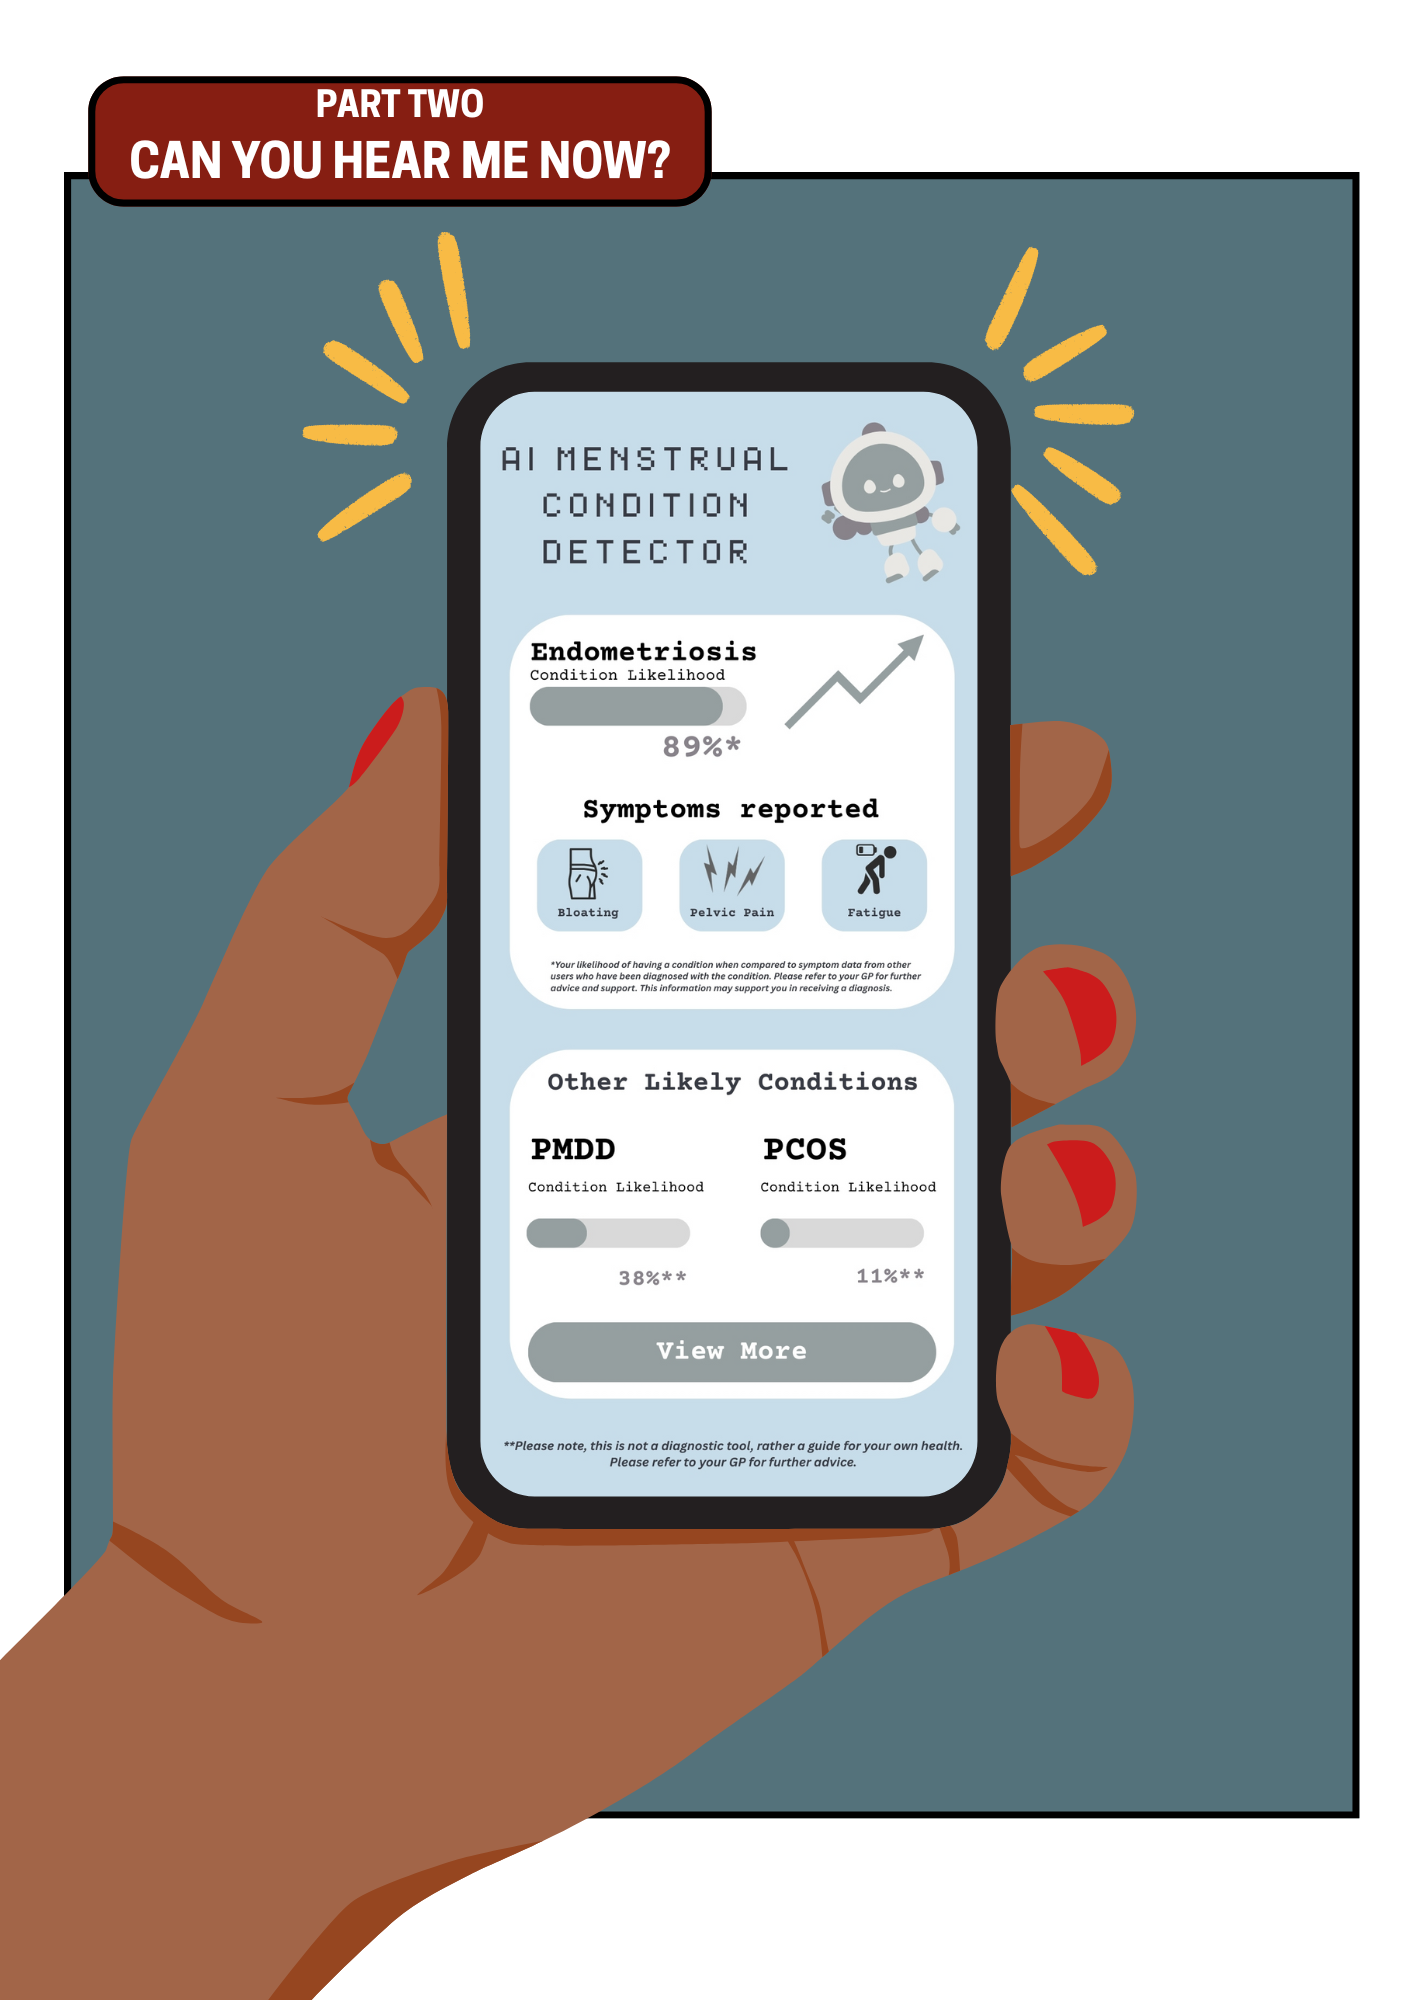 PART TWO
CAN YOU HEAR ME NOW?
AI MENSTRUAL
CONDITION
DETECTOR
Endometriosis
Condition Likelihood
89%*
Symptoms reported
Bloating
Pelvic Pain
Fatigue
*Your likelihood of having a condition when compared to symptom data from other
users who have been diagnosed with the condition. Please refer to your GP for further
advice and support. This information may support you in receiving a diagnosis.
Other Likely Conditions
PMDD
Condition Likelihood
38%**
PCOS
Condition Likelihood
11%**
View More
**Please note, this is not a diagnostic tool, rather a guide for your own health.
Please refer to your GP for further advice.